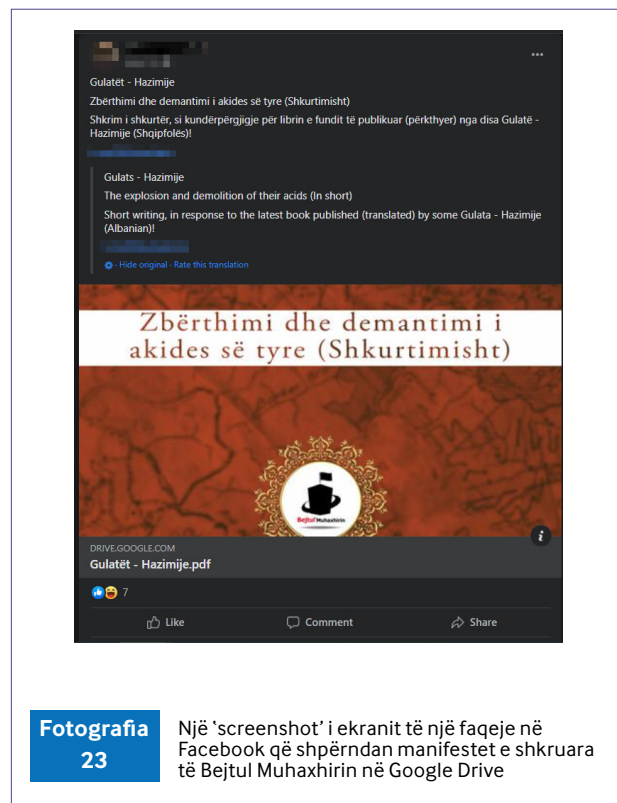 Gulatët - Hazimije
Zbërthimi dhe demantimi i akides së tyre (Shkurtimisht)
Shkrim i shkurtër, si kundërpërgjigje për librin e fundit të publikuar (përkthyer) nga disa Gulatë -
Hazimije (Shqipfolës)!
Gulats - Hazimije
The explosion and demolition of their acids (In short)
Short writing, in response to the latest book published (translated) by some Gulata - Hazimije
(Albanian)!
· Hide original · Rate this translation
Zbërthimi dhe demantimi i
akides së tyre (Shkurtimisht)
Bejtul Muhaxhirin
DRIVE.GOOGLE.COM
Gulatët - Hazimije.pdf
7
Like Comment Share
Fotografia
23
Një ‘screenshot’ i ekranit të një faqeje në
Facebook që shpërndan manifestet e shkruara
të Bejtul Muhaxhirin në Google Drive